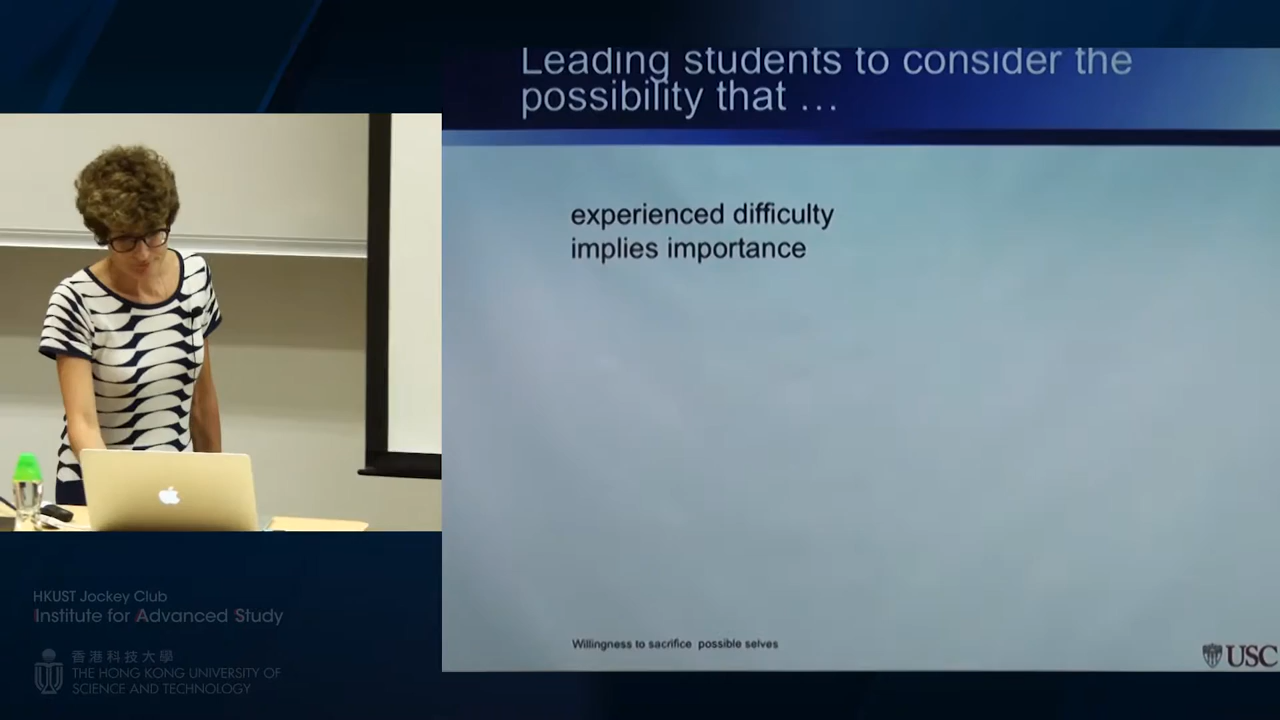 Leading students to consider the
possibility that …
experienced difficulty
implies importance
Willingness to sacrifice possible selves
USC
HKUST Jockey Club
Institute for Advanced Study
香港科技大學
THE HONG KONG UNIVERSITY OF
SCIENCE AND TECHNOLOGY